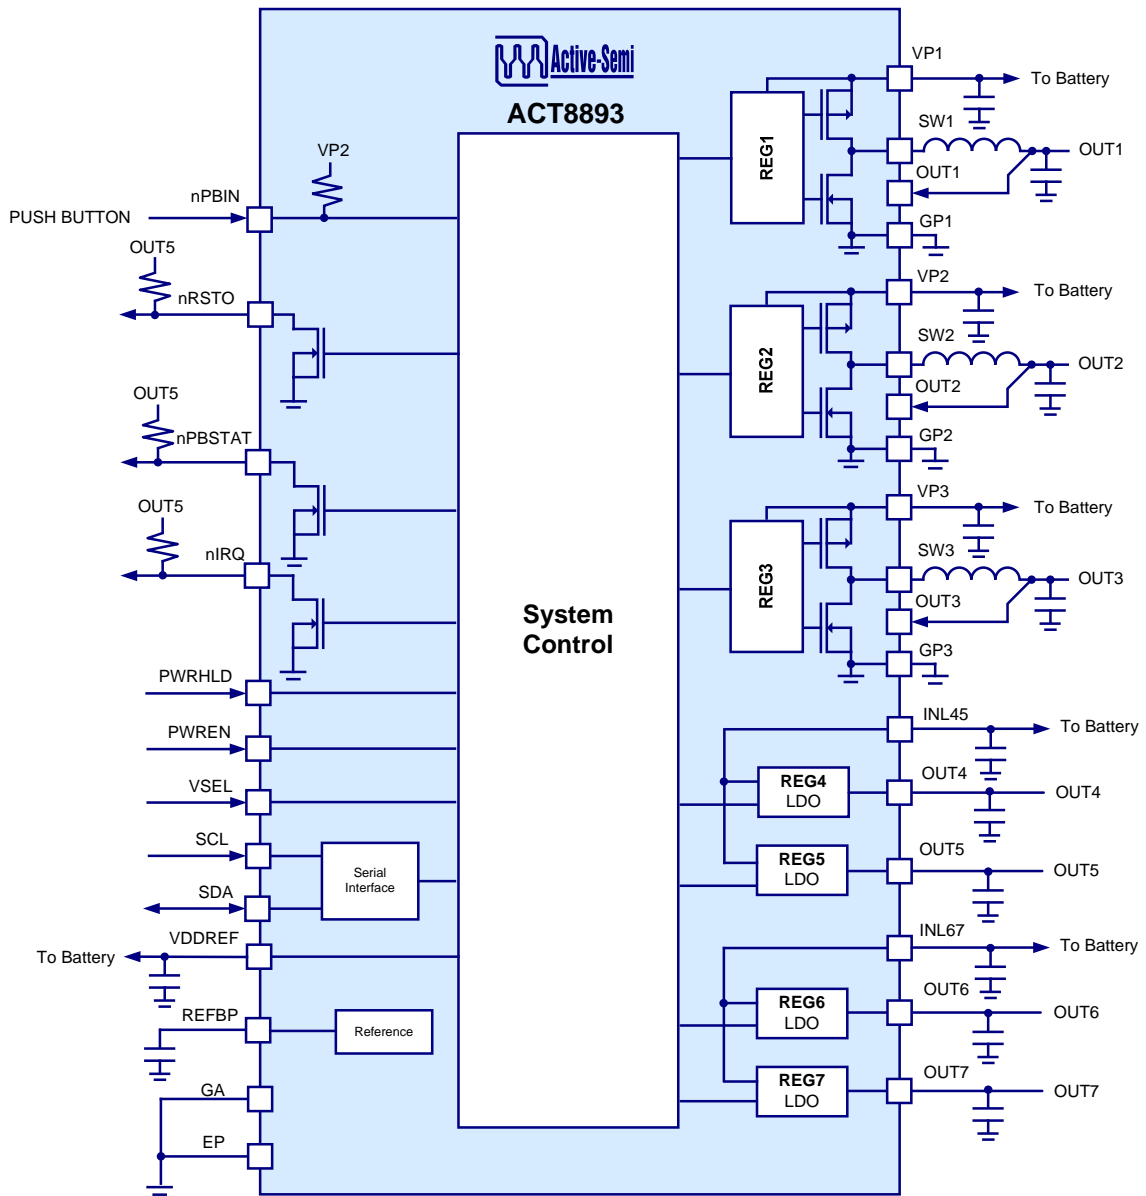 Active-Semi
ACT8893
VP2
nPBIN
PUSH BUTTON
OUT5
nRSTO
OUT5
nPBSTAT
OUT5
nIRQ
PWRHLD
PWREN
VSEL
SCL
SDA
Serial
Interface
VDDREF
To Battery
REFBP
Reference
GA
EP
System
Control
VP1
To Battery
REG1
SW1
OUT1
OUT1
GP1
VP2
To Battery
REG2
SW2
OUT2
OUT2
GP2
VP3
To Battery
REG3
SW3
OUT3
OUT3
GP3
INL45
To Battery
REG4
LDO
OUT4
OUT4
REG5
LDO
OUT5
OUT5
INL67
To Battery
REG6
LDO
OUT6
OUT6
REG7
LDO
OUT7
OUT7